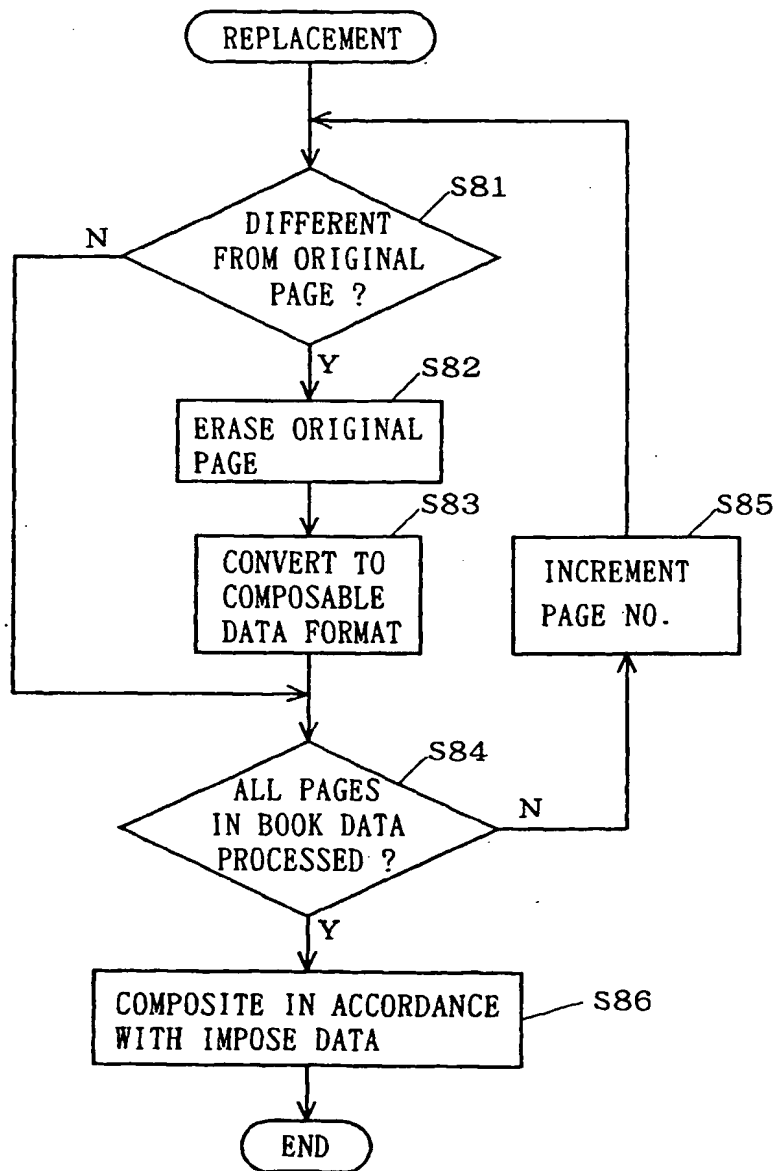 REPLACEMENT
S81
DIFFERENT
FROM ORIGINAL
PAGE ?
N
Y
S82
ERASE ORIGINAL
PAGE
S83
CONVERT TO
COMPOSABLE
DATA FORMAT
S85
INCREMENT
PAGE NO.
S84
ALL PAGES
IN BOOK DATA
PROCESSED ?
N
Y
COMPOSITE IN ACCORDANCE
WITH IMPOSE DATA
S86
END